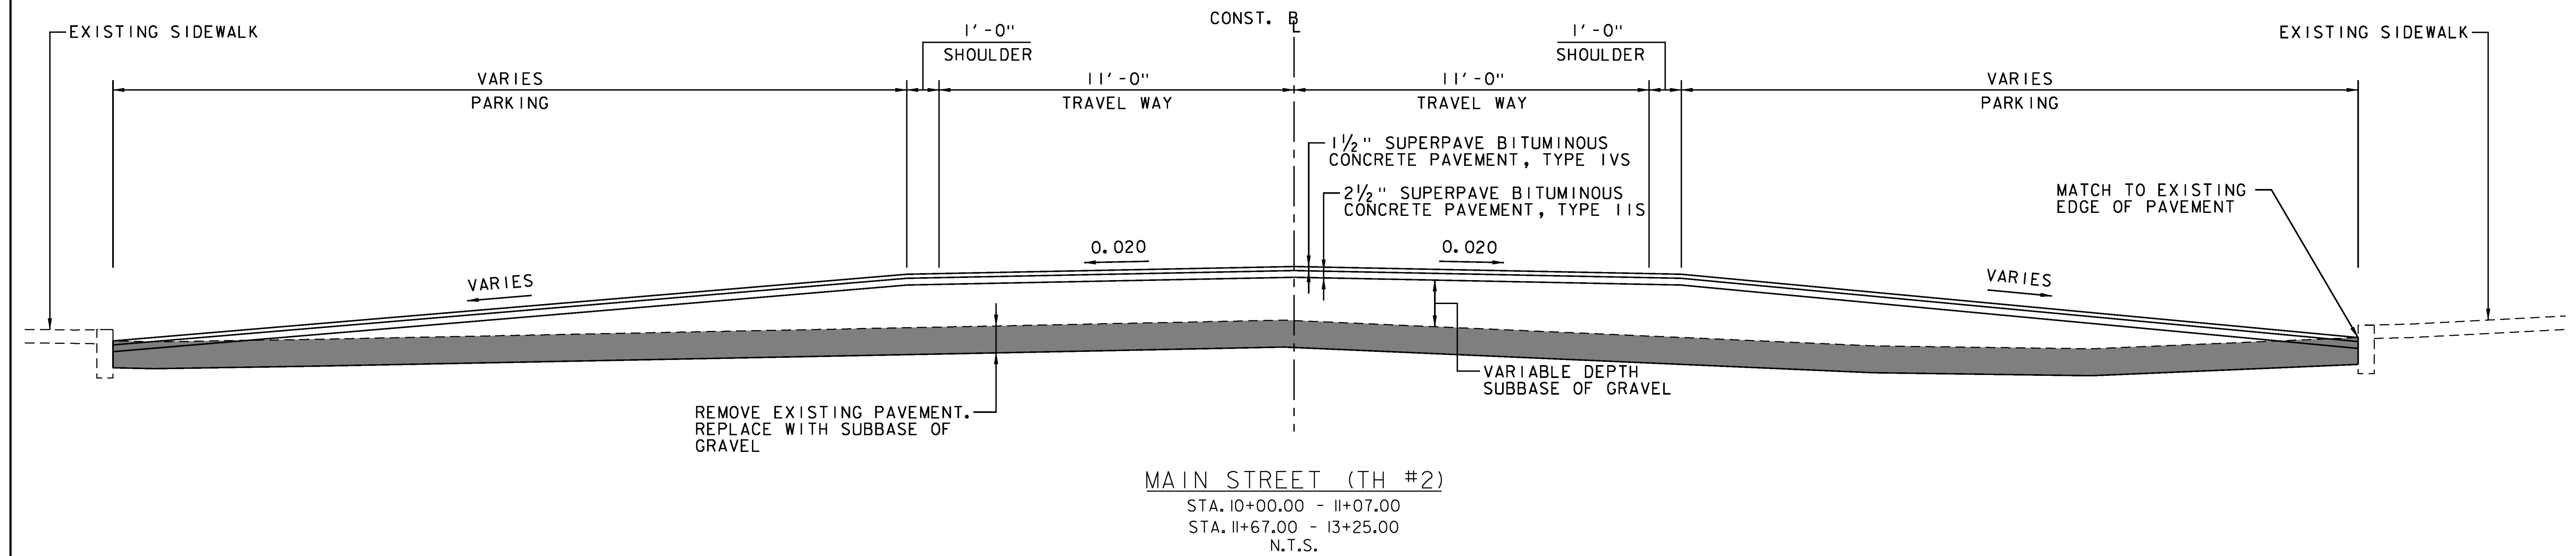 CONST. BL
EXISTING SIDEWALK
1'-0"
SHOULDER
1'-0"
SHOULDER
EXISTING SIDEWALK
VARIES
PARKING
11'-0"
TRAVEL WAY
11'-0"
TRAVEL WAY
VARIES
PARKING
1½" SUPERPAVE BITUMINOUS
CONCRETE PAVEMENT, TYPE IVS
2½" SUPERPAVE BITUMINOUS
CONCRETE PAVEMENT, TYPE IIS
MATCH TO EXISTING
EDGE OF PAVEMENT
0.020
0.020
VARIES
VARIES
VARIABLE DEPTH
SUBBASE OF GRAVEL
REMOVE EXISTING PAVEMENT.
REPLACE WITH SUBBASE OF
GRAVEL
MAIN STREET (TH #2)
STA. 10+00.00 - 11+07.00
STA. 11+67.00 - 13+25.00
N.T.S.